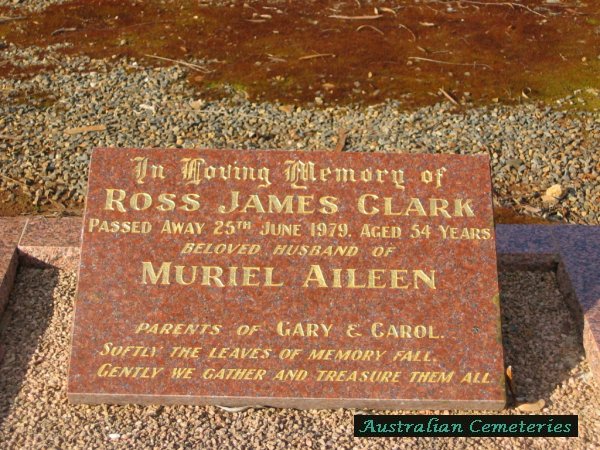 In Loving Memory of
ROSS JAMES CLARK
PASSED AWAY 25TH JUNE 1979. AGED 54 YEARS
BELOVED HUSBAND OF
MURIEL AILEEN
PARENTS OF GARY & CAROL.
SOFTLY THE LEAVES OF MEMORY FALL.
GENTLY WE GATHER AND TREASURE THEM ALL
Australian Cemeteries